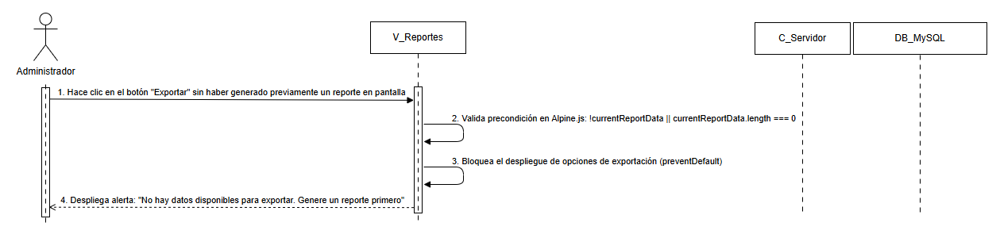 V_Reportes
C_Servidor
DB_MySQL
Administrador
1. Hace clic en el botón "Exportar" sin haber generado previamente un reporte en pantalla
2. Valida precondición en Alpine.js: !currentReportData || currentReportData.length === 0
3. Bloquea el despliegue de opciones de exportación (preventDefault)
4. Despliega alerta: "No hay datos disponibles para exportar. Genere un reporte primero"